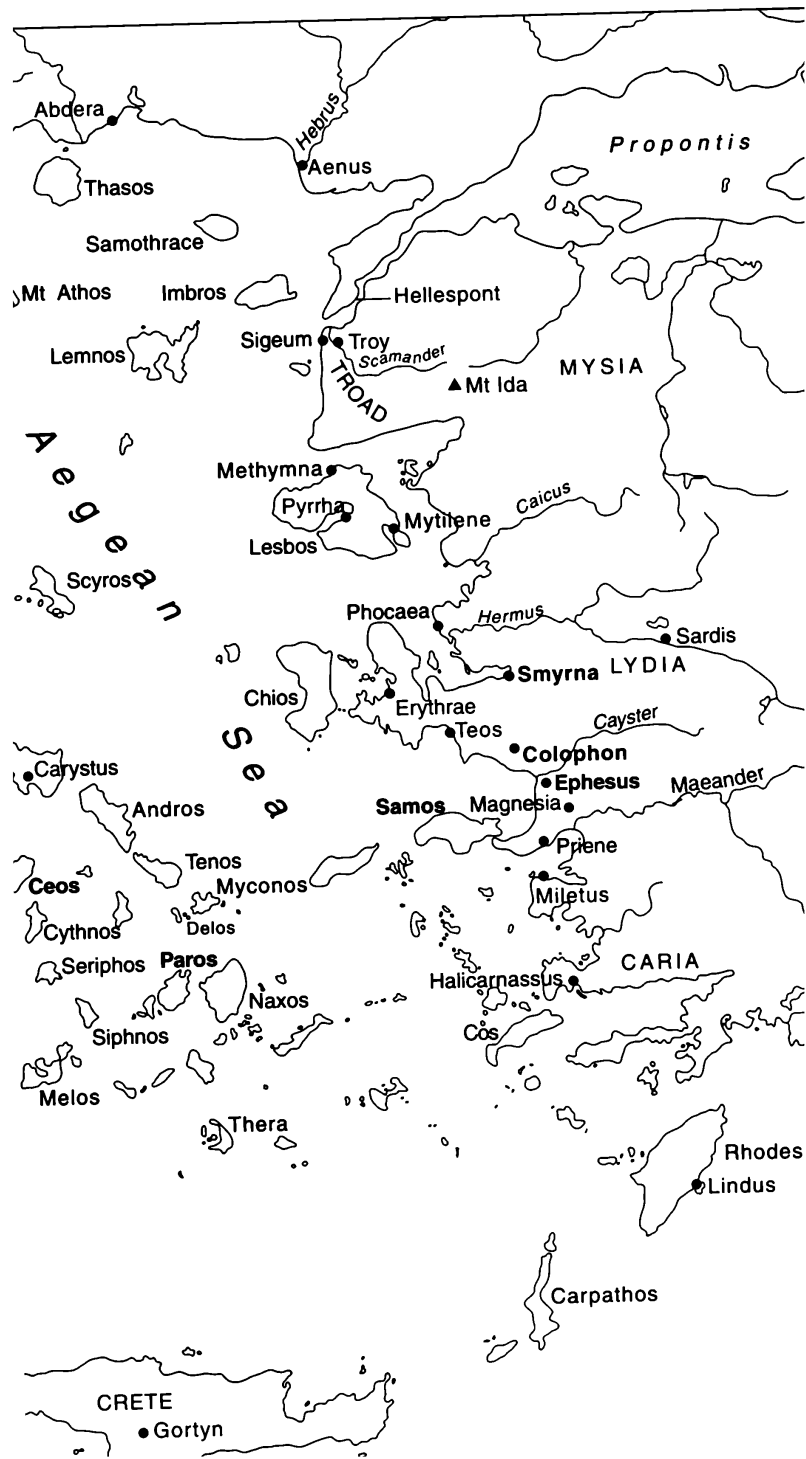 Abdera
Hebrus
Propontis
Aenus
Thasos
Samothrace
Mt Athos
Imbros
Hellespont
Sigeum
Troy
Lemnos
Scamander
MYSIA
TROAD
Mt Ida
Aegean Sea
Methymna
Pyrrha
Caicus
Mytilene
Lesbos
Scyros
Phocaea
Hermus
Sardis
Smyrna
LYDIA
Chios
Erythrae
Teos
Cayster
Colophon
Carystus
Ephesus
Maeander
Andros
Samos
Magnesia
Priene
Tenos
Ceos
Myconos
Miletus
Cythnos
Delos
Paros
Seriphos
CARIA
Halicarnassus
Naxos
Siphnos
Cos
Melos
Thera
Rhodes
Lindus
Carpathos
CRETE
Gortyn